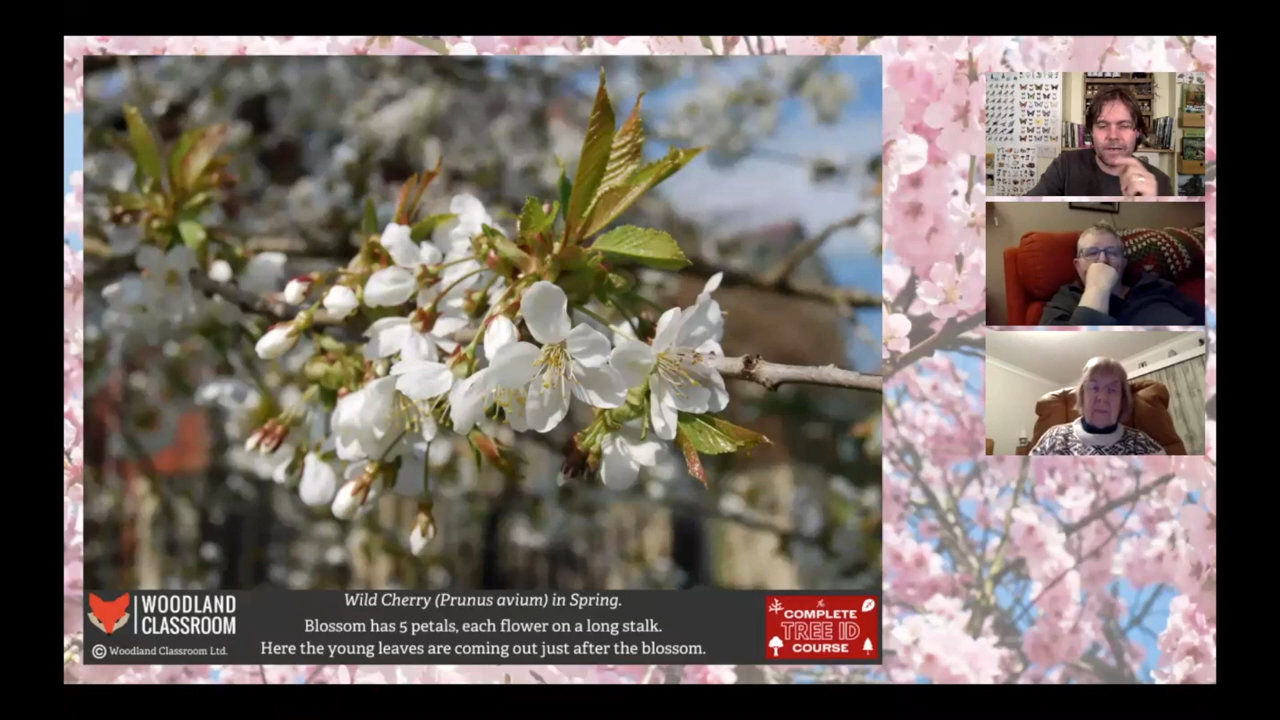 WOODLAND
CLASSROOM
© Woodland Classroom Ltd.
Wild Cherry (Prunus avium) in Spring.
Blossom has 5 petals, each flower on a long stalk.
Here the young leaves are coming out just after the blossom.
The
COMPLETE
TREE ID
COURSE